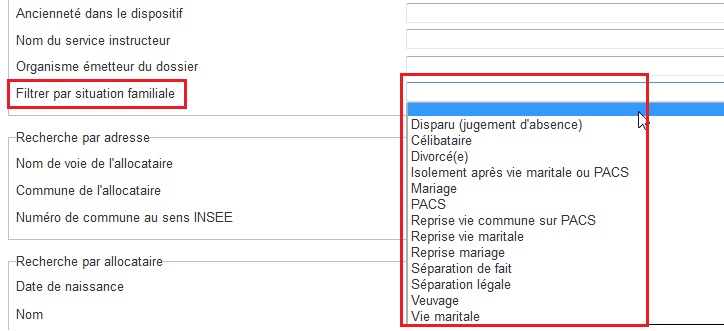 Ancienneté dans le dispositif
Nom du service instructeur
Organisme émetteur du dossier
Filtrer par situation familiale
Disparu (jugement d'absence)
Célibataire
Divorcé(e)
Isolement après vie maritale ou PACS
Mariage
PACS
Reprise vie commune sur PACS
Reprise vie maritale
Reprise mariage
Séparation de fait
Séparation légale
Veuvage
Vie maritale
Recherche par adresse
Nom de voie de l'allocataire
Commune de l'allocataire
Numéro de commune au sens INSEE
Recherche par allocataire
Date de naissance
Nom